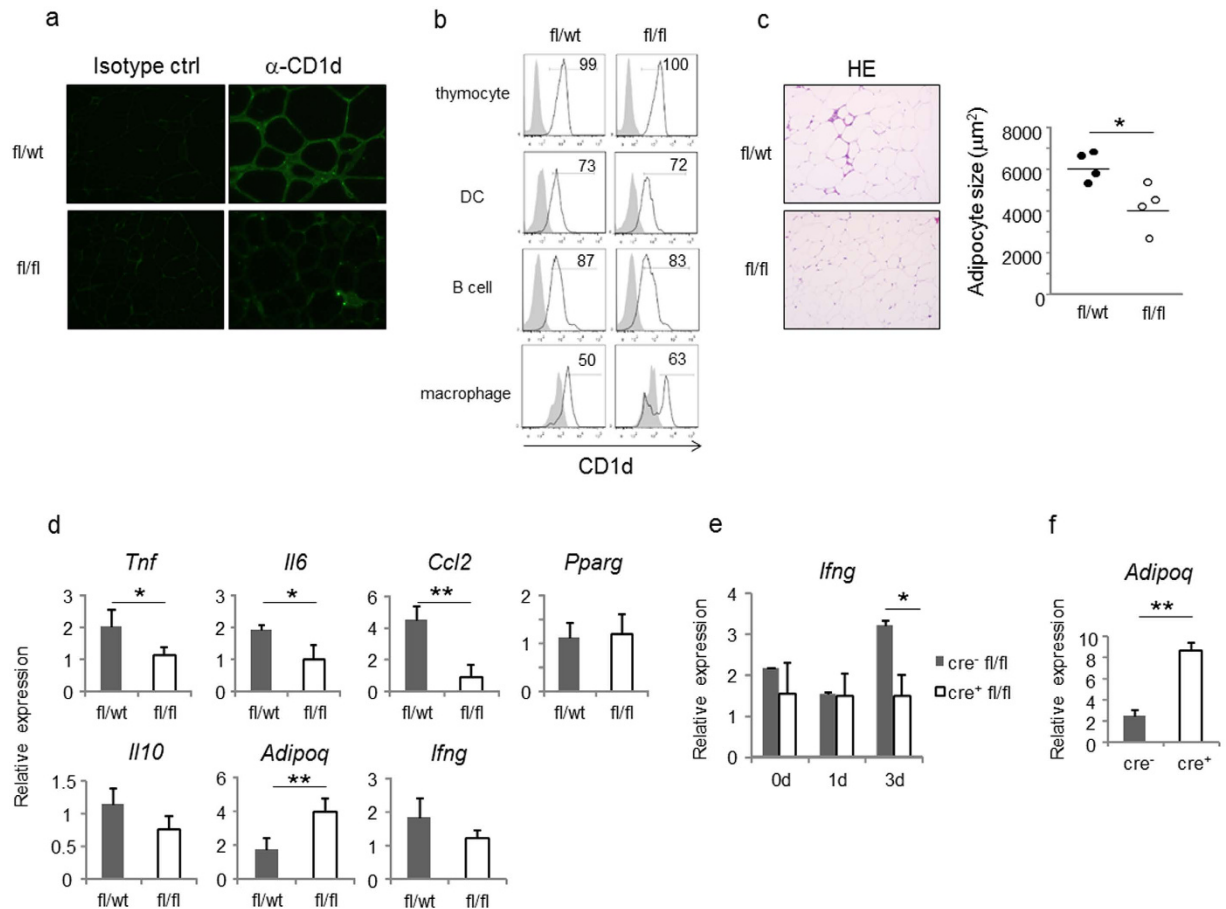 a
Isotype ctrl
α-CD1d
fl/wt
fl/fl
b
fl/wt
fl/fl
thymocyte
99
100
DC
73
72
B cell
87
83
macrophage
50
63
CD1d
c
HE
fl/wt
fl/fl
Adipocyte size (µm²)
8000
6000
4000
2000
0
*
fl/wt
fl/fl
d
Relative expression
Tnf
3
2
1
0
*
fl/wt
fl/fl
Il6
3
2
1
0
*
fl/wt
fl/fl
Ccl2
6
4
2
0
**
fl/wt
fl/fl
Pparg
2
1
1
0
fl/wt
fl/fl
Il10
1.5
1
0.5
0
fl/wt
fl/fl
Adipoq
6
4
2
0
**
fl/wt
fl/fl
Ifng
3
2
1
0
fl/wt
fl/fl
e
Ifng
Relative expression
4
3
2
1
0
*
0d
1d
3d
cre⁻ fl/fl
cre⁺ fl/fl
f
Adipoq
Relative expression
10
8
6
4
2
0
**
cre⁻
cre⁺